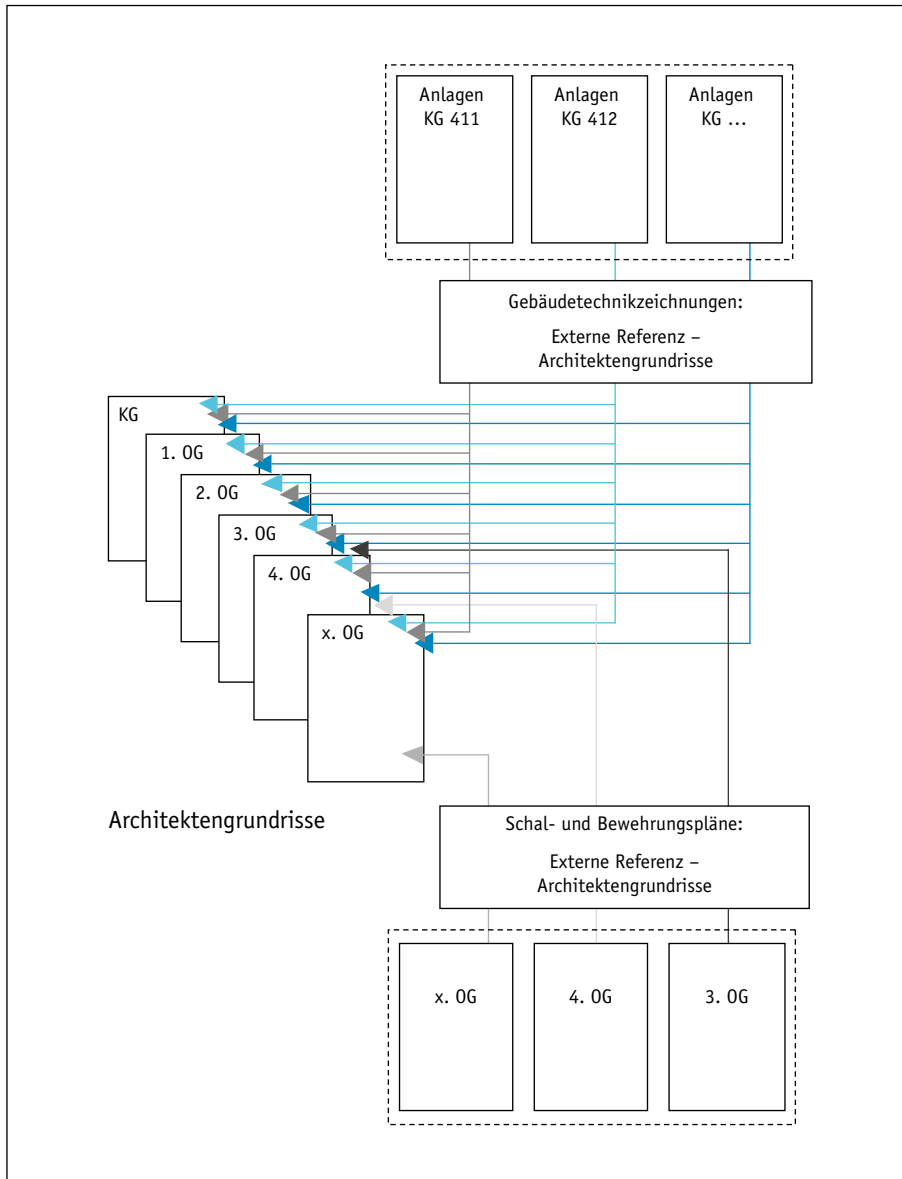 Anlagen
KG 411
Anlagen
KG 412
Anlagen
KG ...
Gebäudetechnikzeichnungen:
Externe Referenz –
Architektengrundrisse
KG
1. OG
2. OG
3. OG
4. OG
x. OG
Architektengrundrisse
Schal- und Bewehrungspläne:
Externe Referenz –
Architektengrundrisse
x. OG
4. OG
3. OG